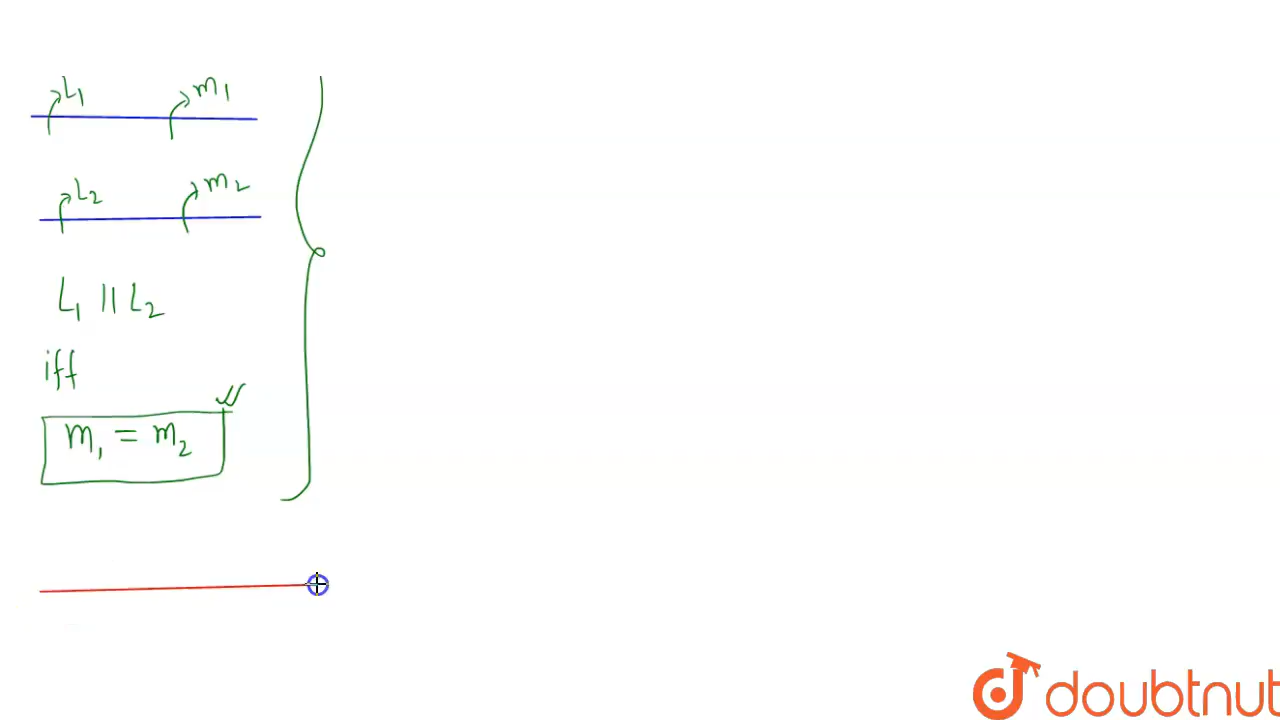 L₁ m₁
L₂ m₂
L₁ || L₂
iff
m₁ = m₂
doubtnut